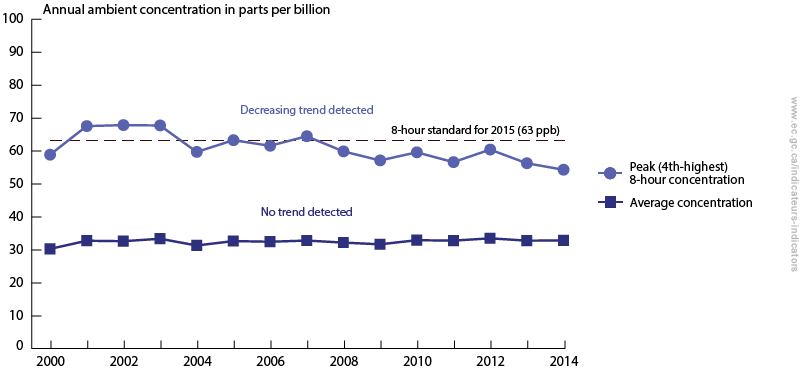 Annual ambient concentration in parts per billion
100
90
80
70
60
50
40
30
20
10
0
Decreasing trend detected
8-hour standard for 2015 (63 ppb)
No trend detected
2000 2002 2004 2006 2008 2010 2012 2014
Peak (4th-highest)
8-hour concentration
Average concentration
www.ec.gc.ca/indicateurs-indicators